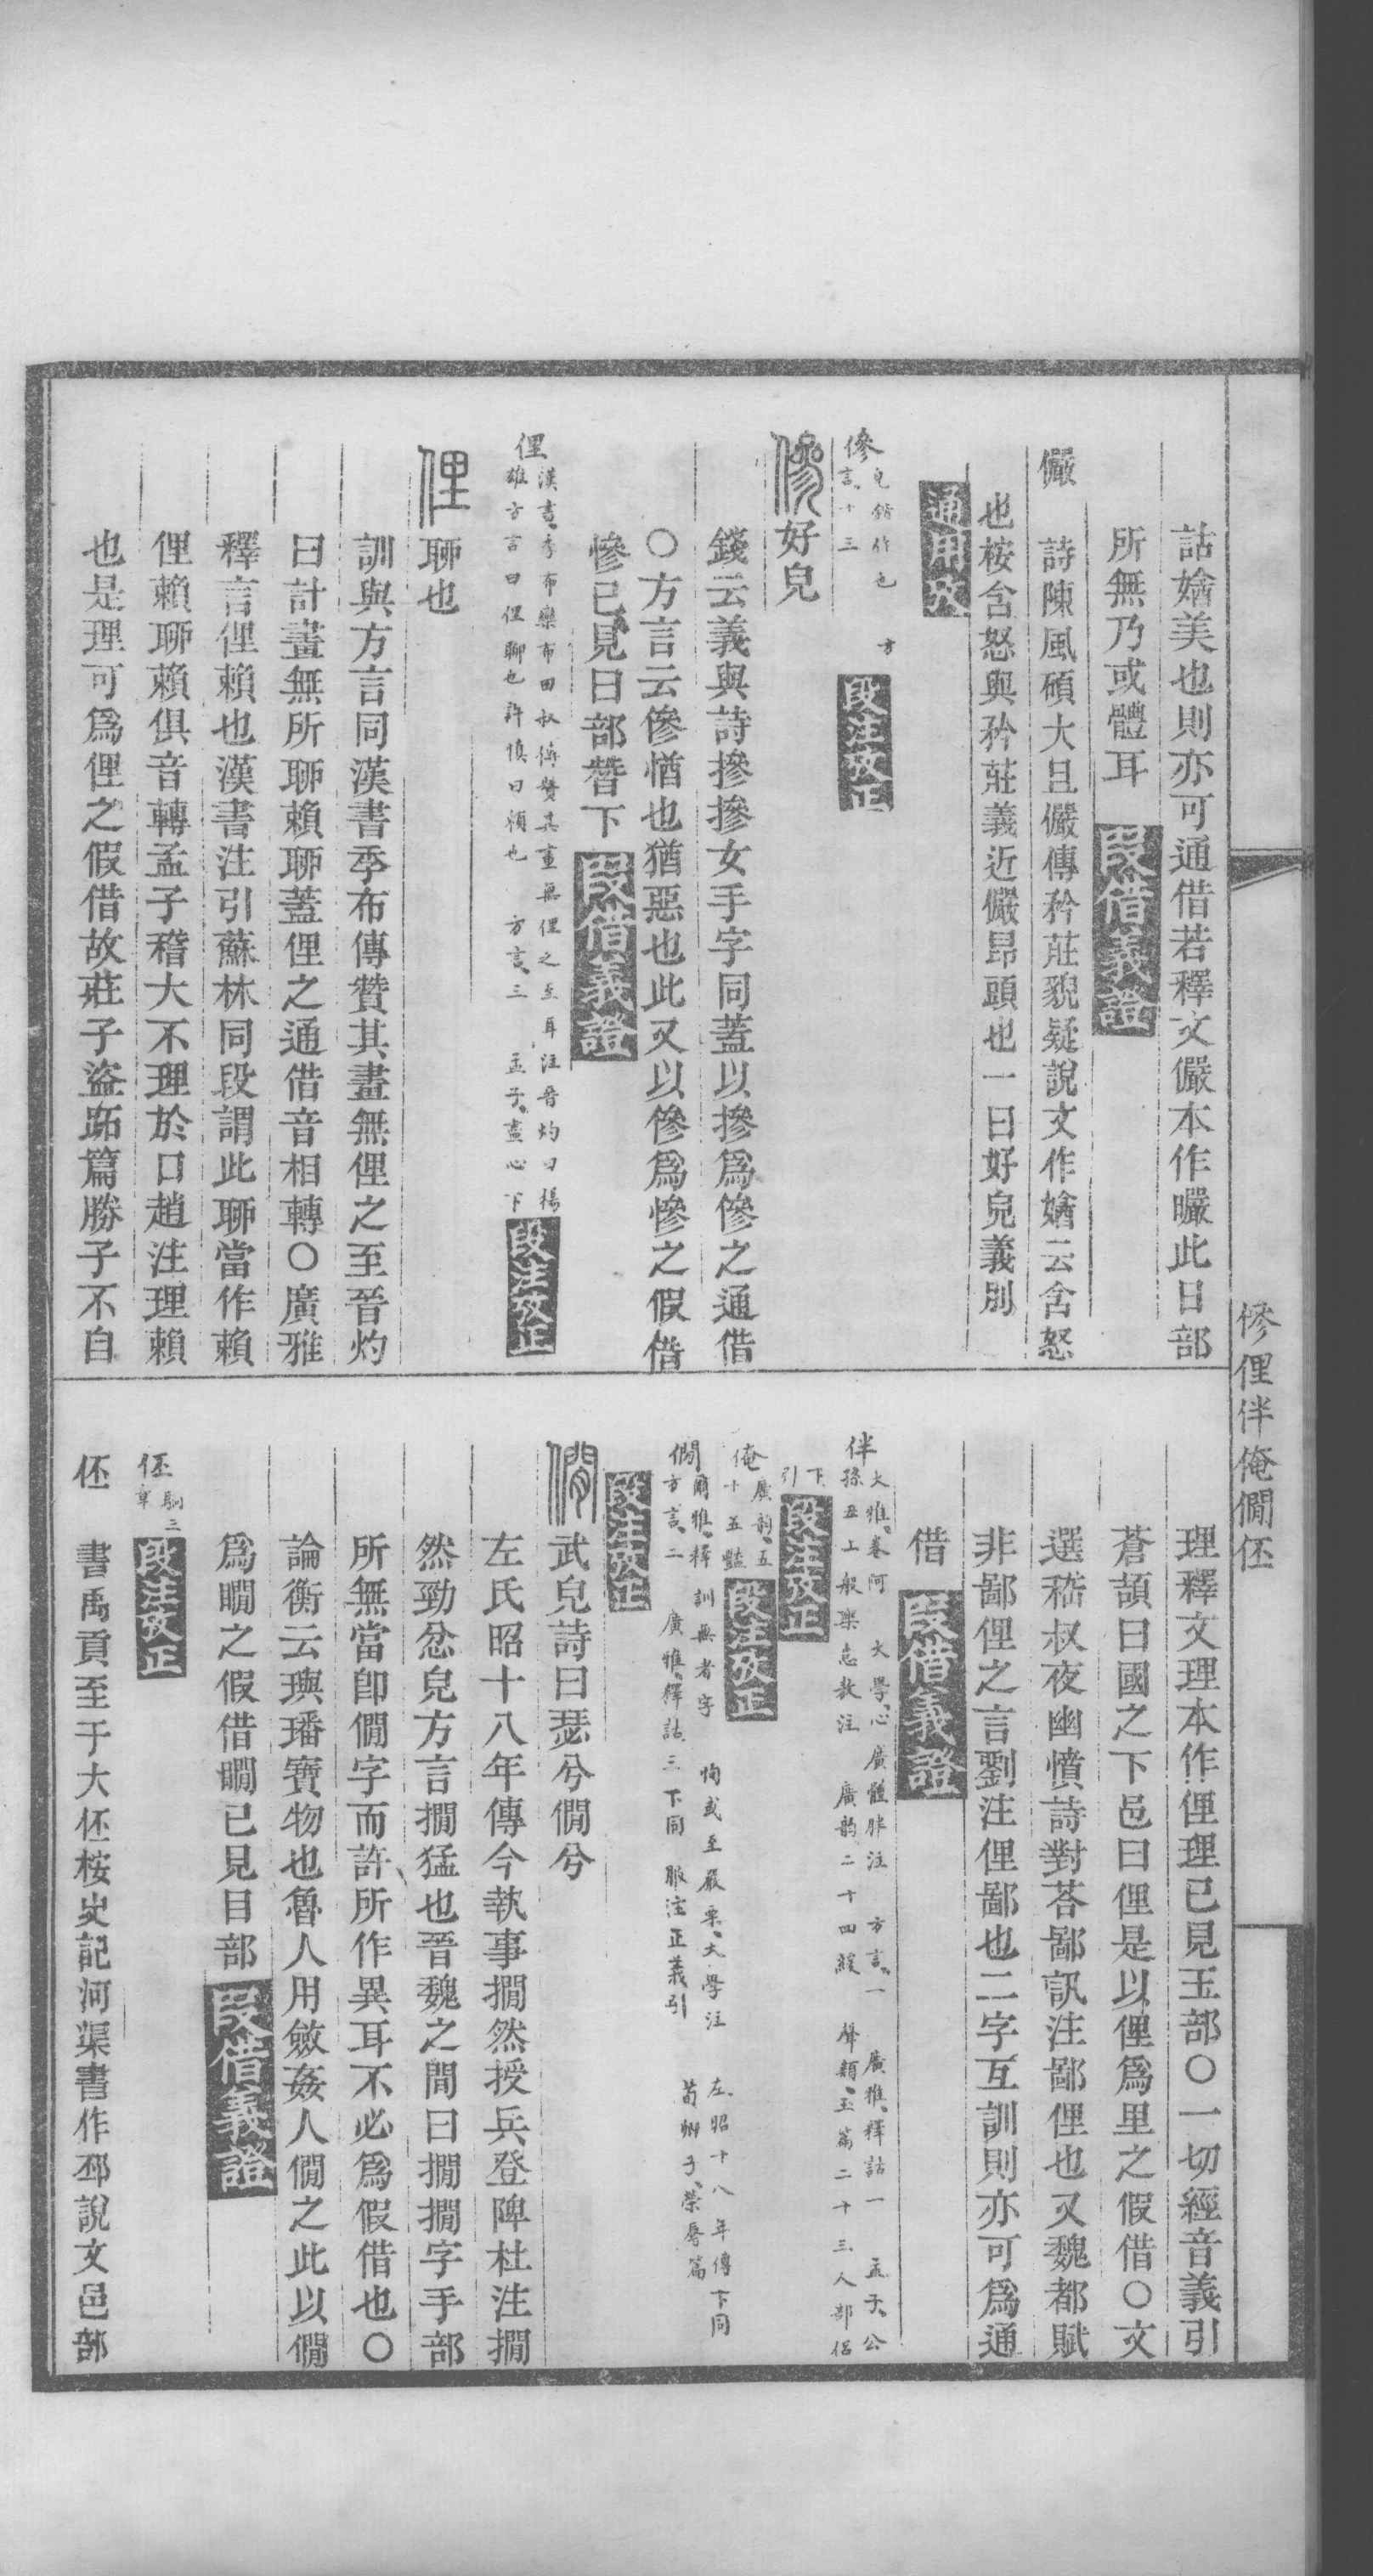 詁嬒美也則亦可通借若釋文儼本作曮此日部
所無乃或體耳 段借義證
儼 詩陳風碩大且儼傳矜莊貌疑說文作嬒云含怒
也桉含怒與矜莊義近儼昂頭也一曰好皃義別
通用攷
傪 皃錯作也 方
言、十三 段注攷正
傪好皃
錢云義與詩摻摻女手字同蓋以摻爲傪之通借
○方言云傪惛也猶惡也此又以傪爲慘之假借
慘已見曰部朁下 段借義證
俚 漢書、季布欒布田叔傳贊其畫無俚之至耳注晉灼曰揚
雄方言曰俚聊也許慎曰賴也 方言、三 孟子、盡心下 段注攷正
俚聊也
訓與方言同漢書季布傳贊其畫無俚之至晉灼
曰計畫無所聊賴聊蓋俚之通借音相轉○廣雅
釋言俚賴也漢書注引蘇林同段謂此聊當作賴
俚賴聊賴俱音轉孟子稽大不理於口趙注理賴
也是理可爲俚之假借故莊子盜跖篇勝子不自
傪俚伴俺僩伾
理釋文理本作俚理已見玉部○一切經音義引
蒼頡曰國之下邑曰俚是以俚爲里之假借○文
選嵇叔夜幽憤詩對荅鄙訊注鄙俚也又魏都賦
非鄙俚之言劉注俚鄙也二字互訓則亦可爲通
借 段借義證
伴 大雅、卷阿 大學、心廣體胖注 方言、一 廣雅、釋詁一 孟子、公
孫丑上般樂怠敖注 廣韵二十四緩 聲類、玉篇二十三人部侶
下
引 段注攷正
俺 廣韵、五
十五豔 段注攷正
僩 爾雅、釋訓無者字 恂或至嚴栗、大學注 左、昭十八年傳下同
方言、二 廣雅、釋詁三下同 服注正義引 荀卿子、榮辱篇
段注攷正
僩武皃詩曰瑟兮僩兮
左氏昭十八年傳今執事撊然授兵登陴杜注撊
然勁忿皃方言撊猛也晉魏之間曰撊撊字手部
所無當卽僩字而許所作異耳不必爲假借也○
論衡云璵璠寶物也魯人用斂姦人僩之此以僩
爲瞷之假借瞷已見目部 段借義證
伾 駉三
章 段注攷正
伾 書禹貢至于大伾桉史記河渠書作邳說文邑部